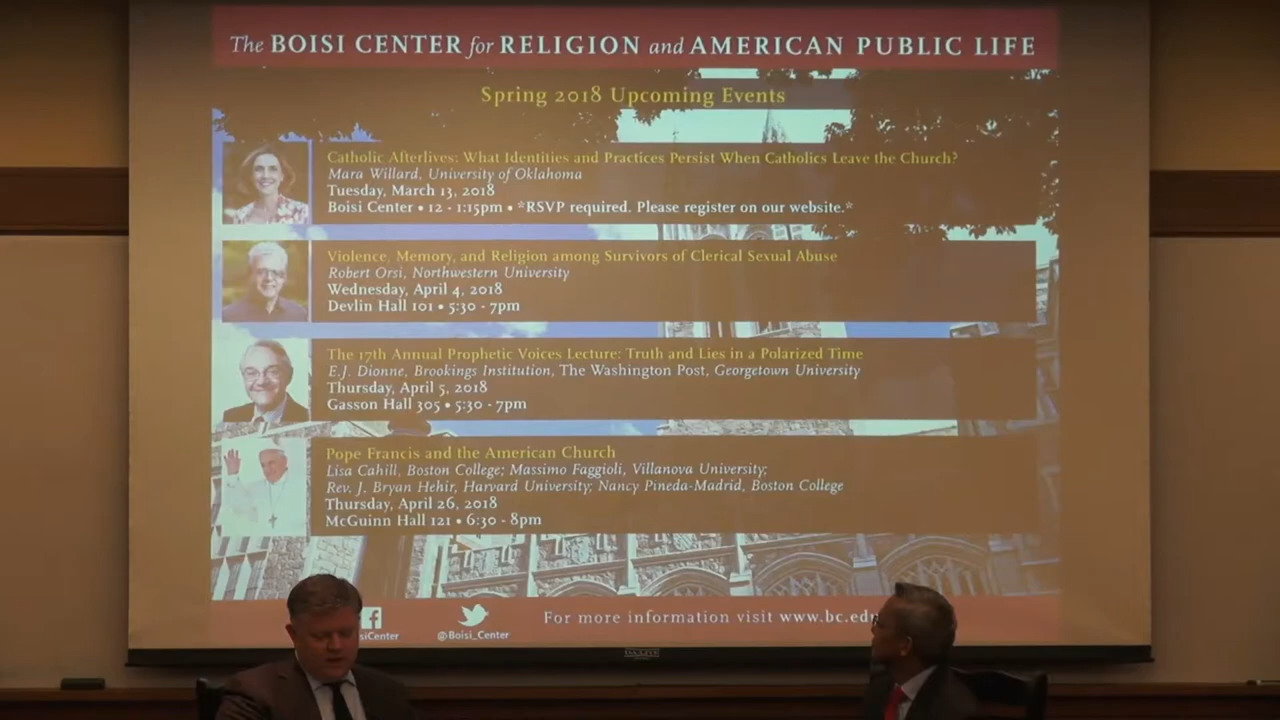 The BOISI CENTER for RELIGION and AMERICAN PUBLIC LIFE
Spring 2018 Upcoming Events
Catholic Afterlives: What Identities and Practices Persist When Catholics Leave the Church?
Mara Willard, University of Oklahoma
Tuesday, March 13, 2018
Boisi Center • 12 - 1:15pm • *RSVP required. Please register on our website.*
Violence, Memory, and Religion among Survivors of Clerical Sexual Abuse
Robert Orsi, Northwestern University
Wednesday, April 4, 2018
Devlin Hall 101 • 5:30 - 7pm
The 17th Annual Prophetic Voices Lecture: Truth and Lies in a Polarized Time
E.J. Dionne, Brookings Institution, The Washington Post, Georgetown University
Thursday, April 5, 2018
Gasson Hall 305 • 5:30 - 7pm
Pope Francis and the American Church
Lisa Cahill, Boston College; Massimo Faggioli, Villanova University;
Rev. J. Bryan Hehir, Harvard University; Nancy Pineda-Madrid, Boston College
Thursday, April 26, 2018
McGuinn Hall 121 • 6:30 - 8pm
siCenter
@Boisi_Center
For more information visit www.bc.ed
DA-LITE